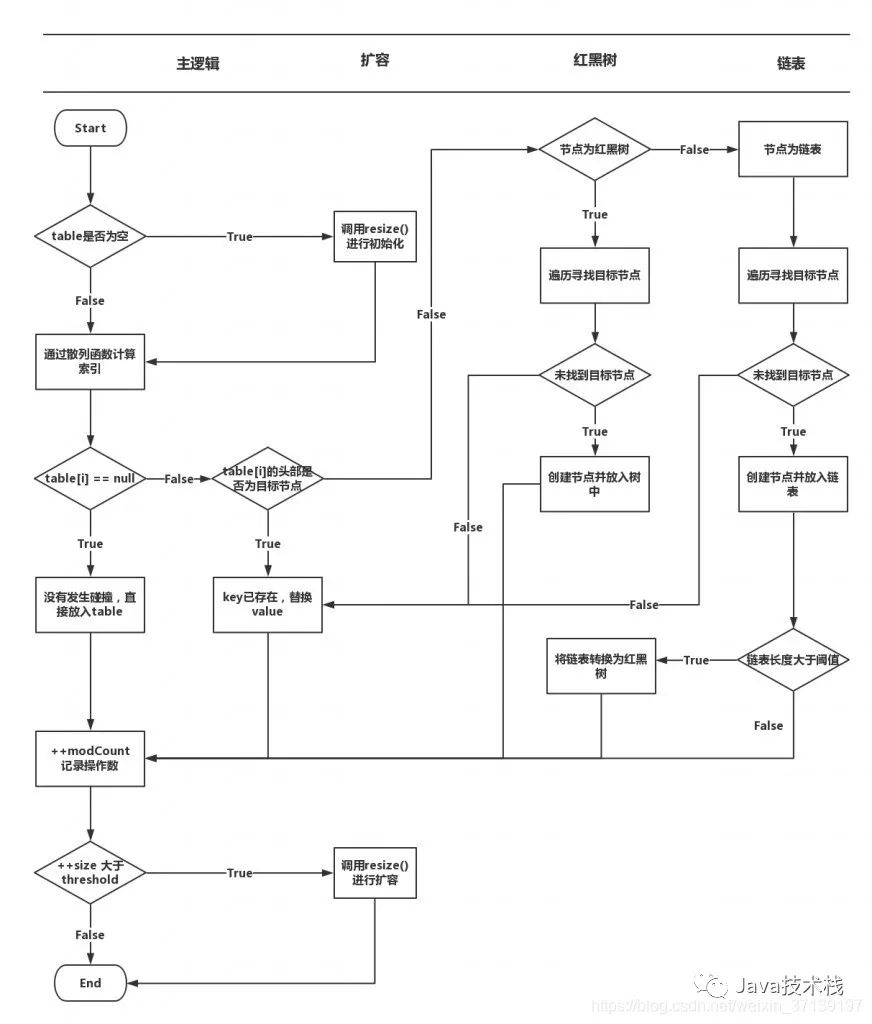 主逻辑
扩容
红黑树
链表
Start
节点为红黑树
False
节点为链表
True
table是否为空
True
调用resize()
进行初始化
遍历寻找目标节点
遍历寻找目标节点
False
False
通过散列函数计算
索引
未找到目标节点
未找到目标节点
True
True
table[i] == null
False
table[i]的头部是
否为目标节点
创建节点并放入树
中
创建节点并放入链
表
False
True
True
没有发生碰撞，直
接放入table
key已存在，替换
value
False
将链表转换为红黑
树
True
链表长度大于阈值
False
++modCount
记录操作数
++size 大于
threshold
True
调用resize()
进行扩容
False
End
Java技术栈
https://blog.csdn.net/weixin_37139197